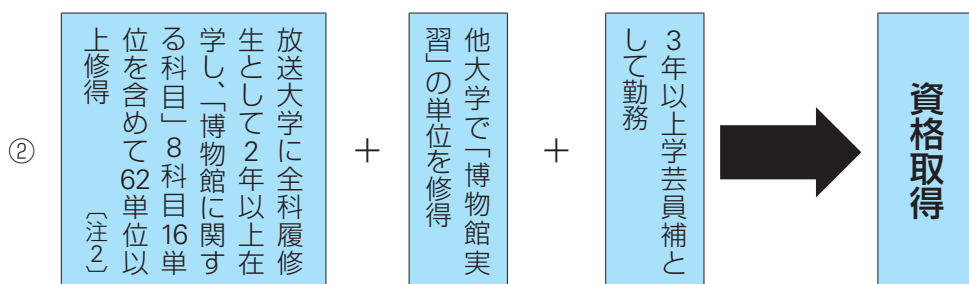 ②
放送大学に全科履修
生として2年以上在
学し、「博物館に関す
る科目」8科目16単
位を含めて62単位以
上修得
〔注2〕
＋
他大学で「博物館実
習」の単位を修得
＋
3年以上学芸員補と
して勤務
資格取得